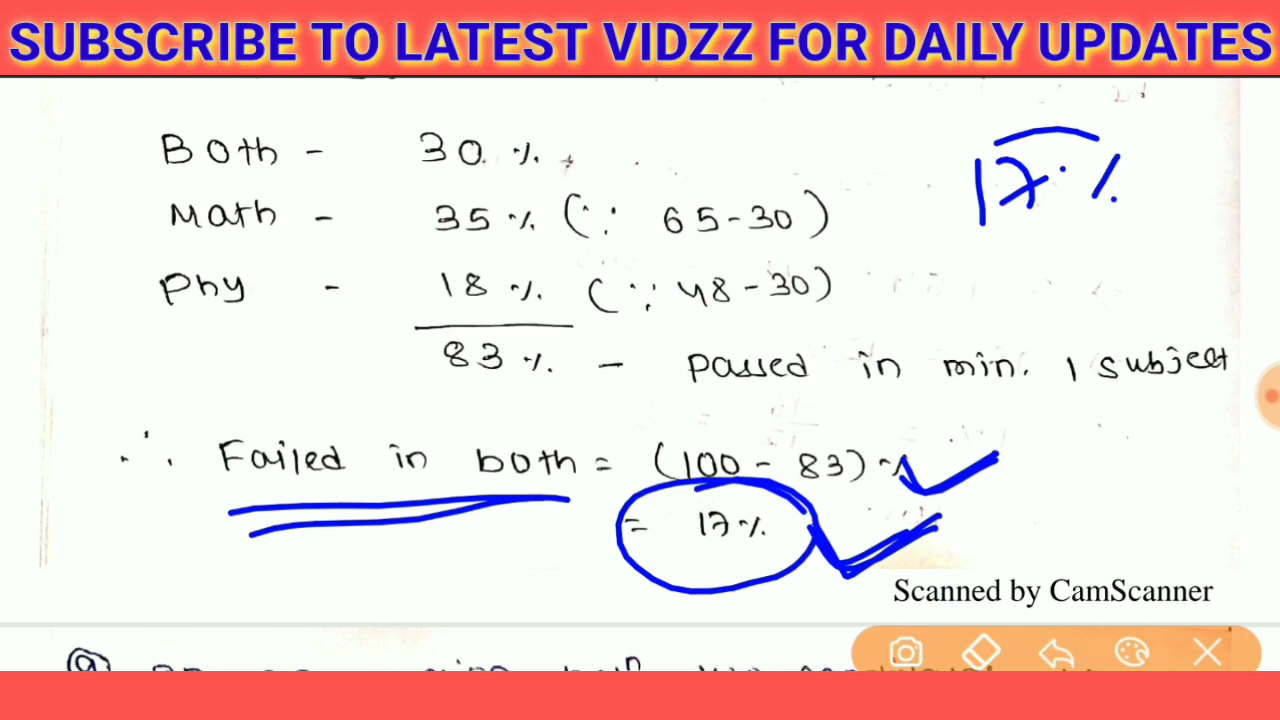 SUBSCRIBE TO LATEST VIDZZ FOR DAILY UPDATES
Both - 30 %
17 %
Math - 35 % (∵ 65-30)
Phy - 18 % (∵ 48-30)
83 % - Passed in min. 1 subject
∴ Failed in both = (100 - 83) %
= 17 %
Scanned by CamScanner